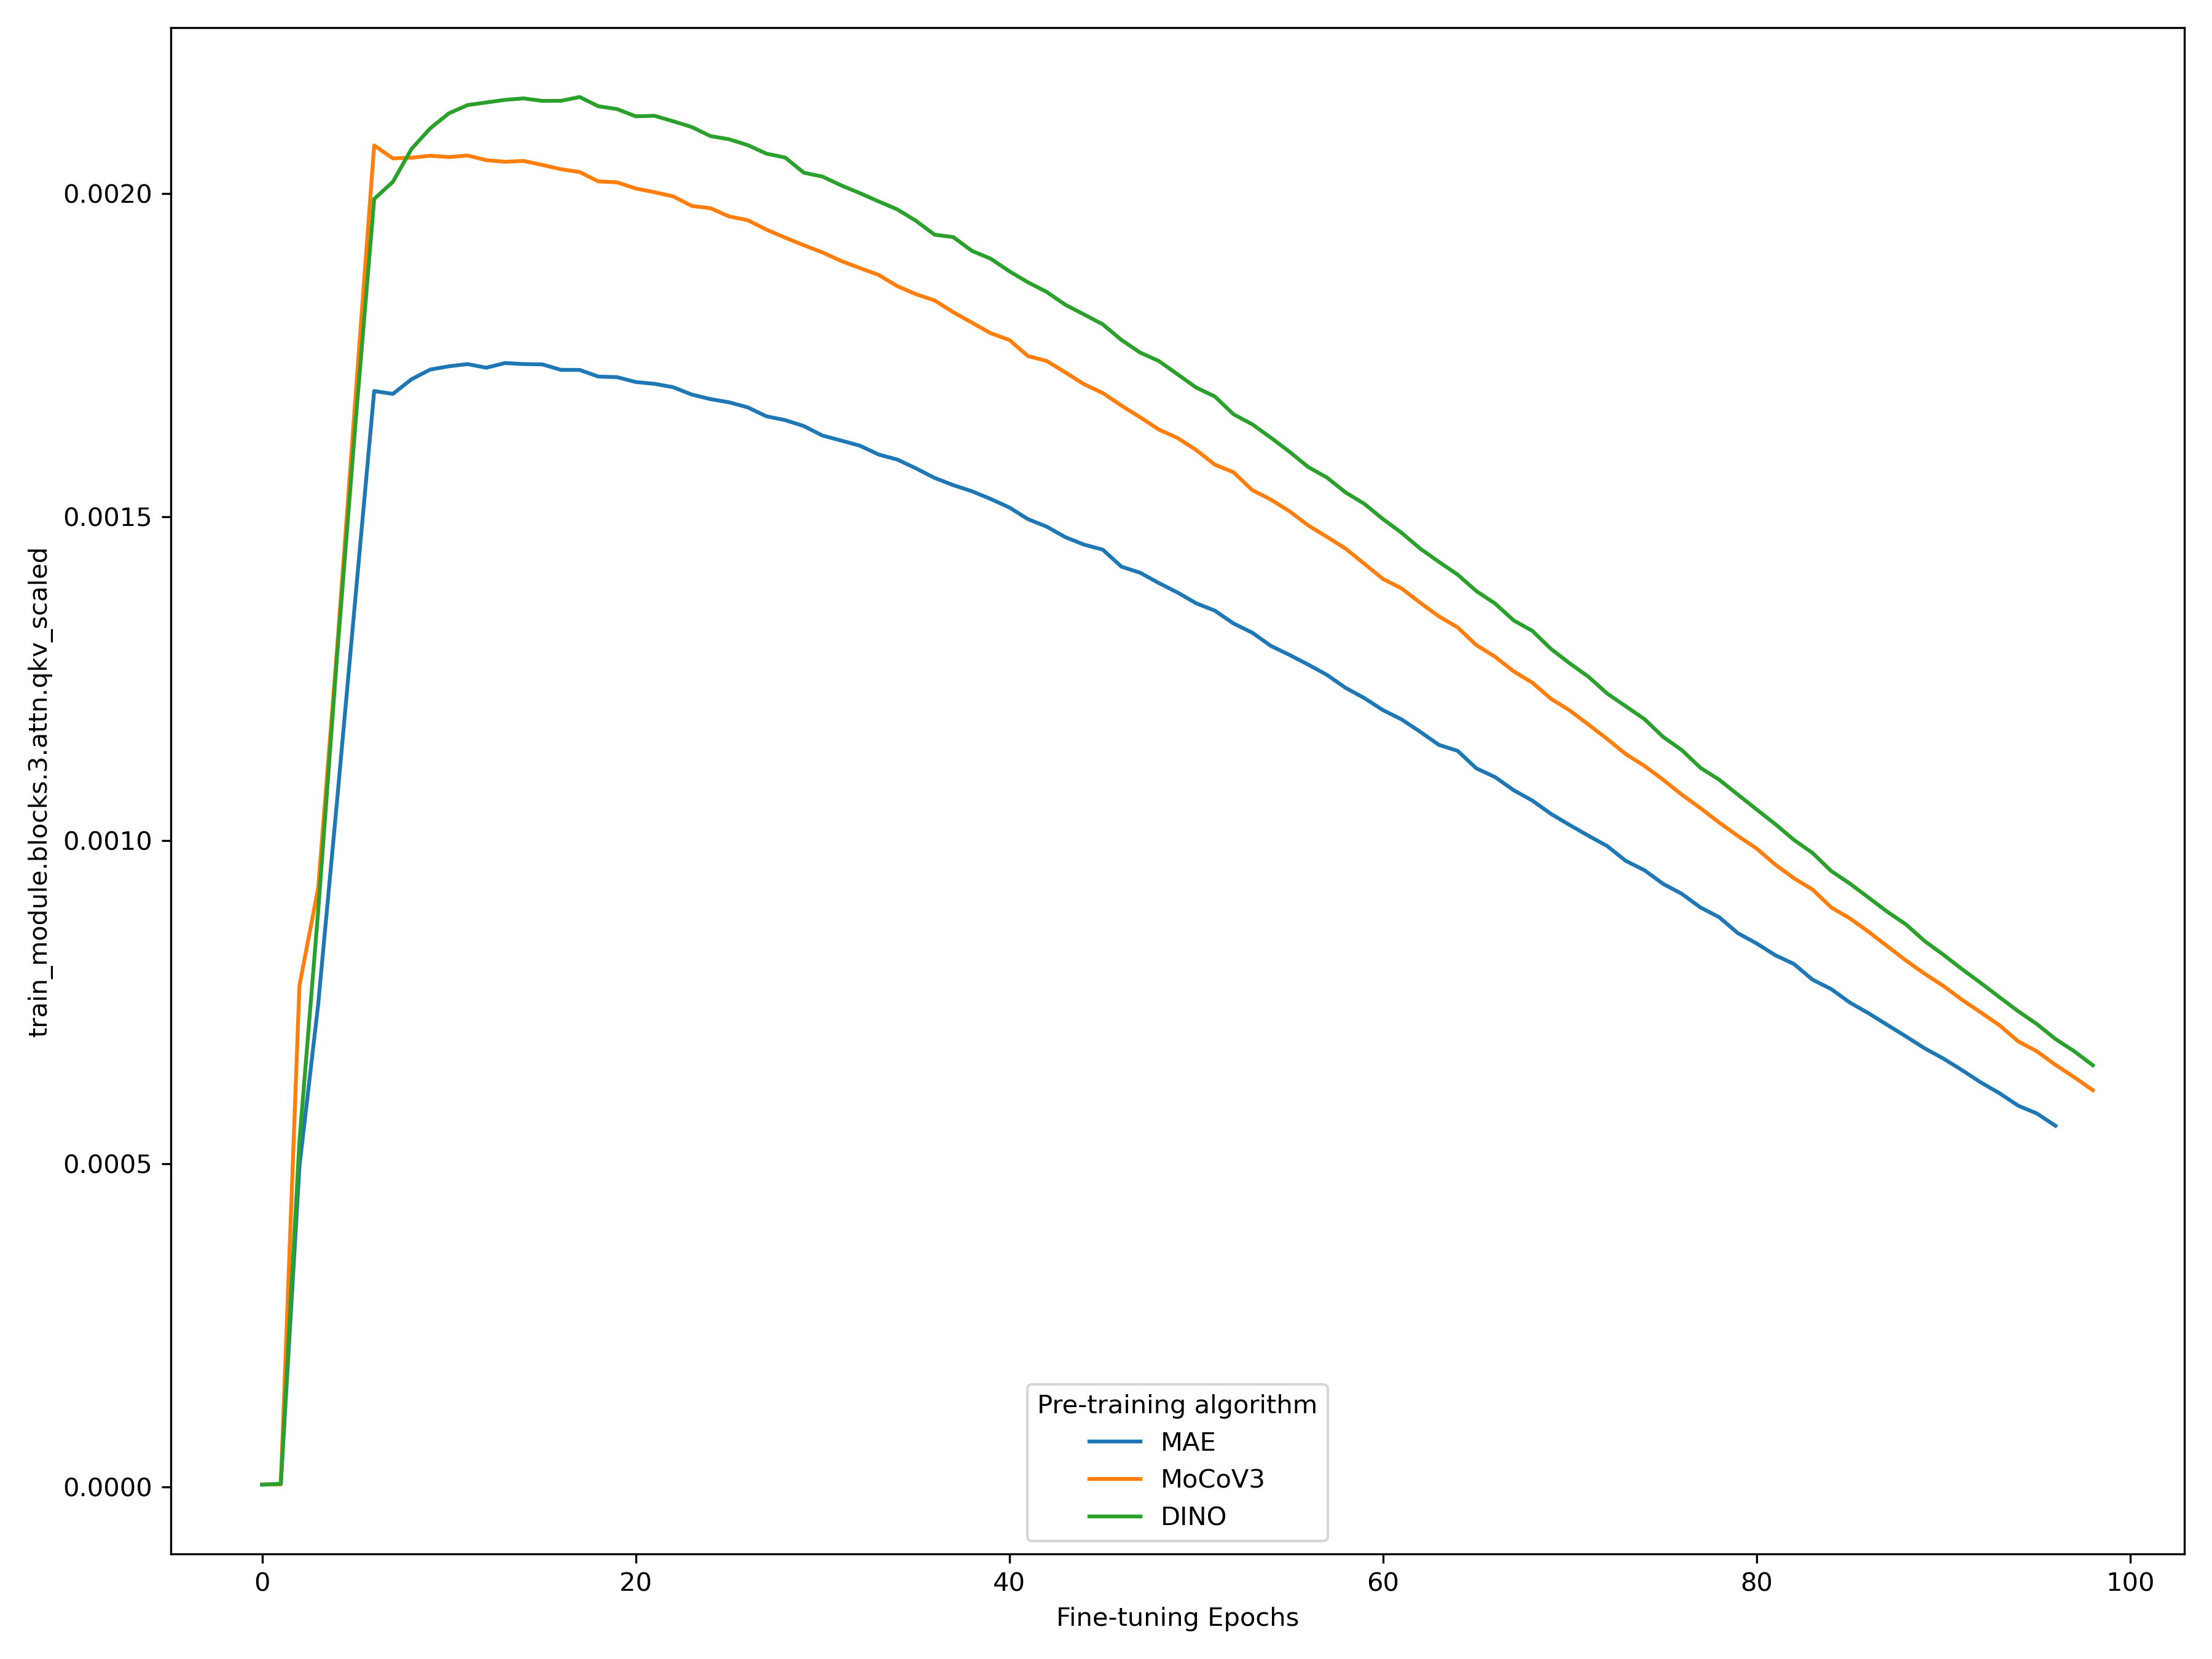 train_module.blocks.3.attn.qkv_scaled
0.0020
0.0015
0.0010
0.0005
0.0000
Pre-training algorithm
MAE
MoCoV3
DINO
0 20 40 60 80 100
Fine-tuning Epochs